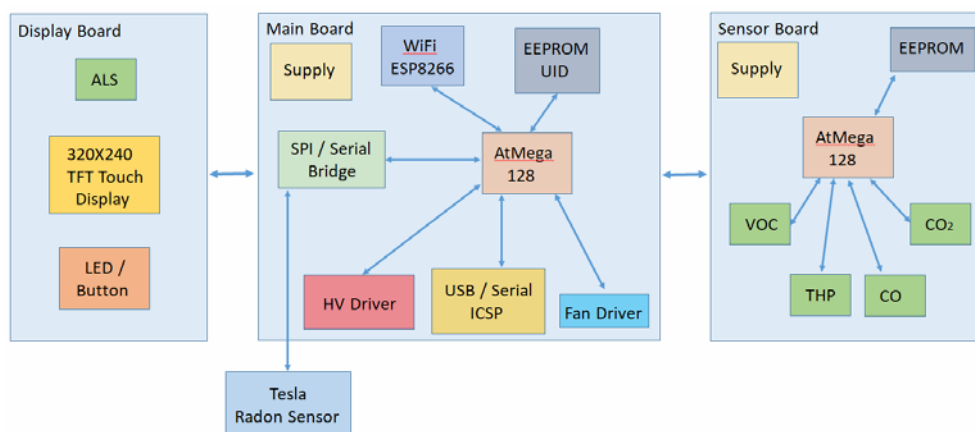 Display Board
ALS
320X240
TFT Touch
Display
LED /
Button
Main Board
Supply
WiFi
ESP8266
EEPROM
UID
SPI / Serial
Bridge
AtMega
128
HV Driver
USB / Serial
ICSP
Fan Driver
Tesla
Radon Sensor
Sensor Board
Supply
EEPROM
AtMega
128
VOC
CO₂
THP
CO